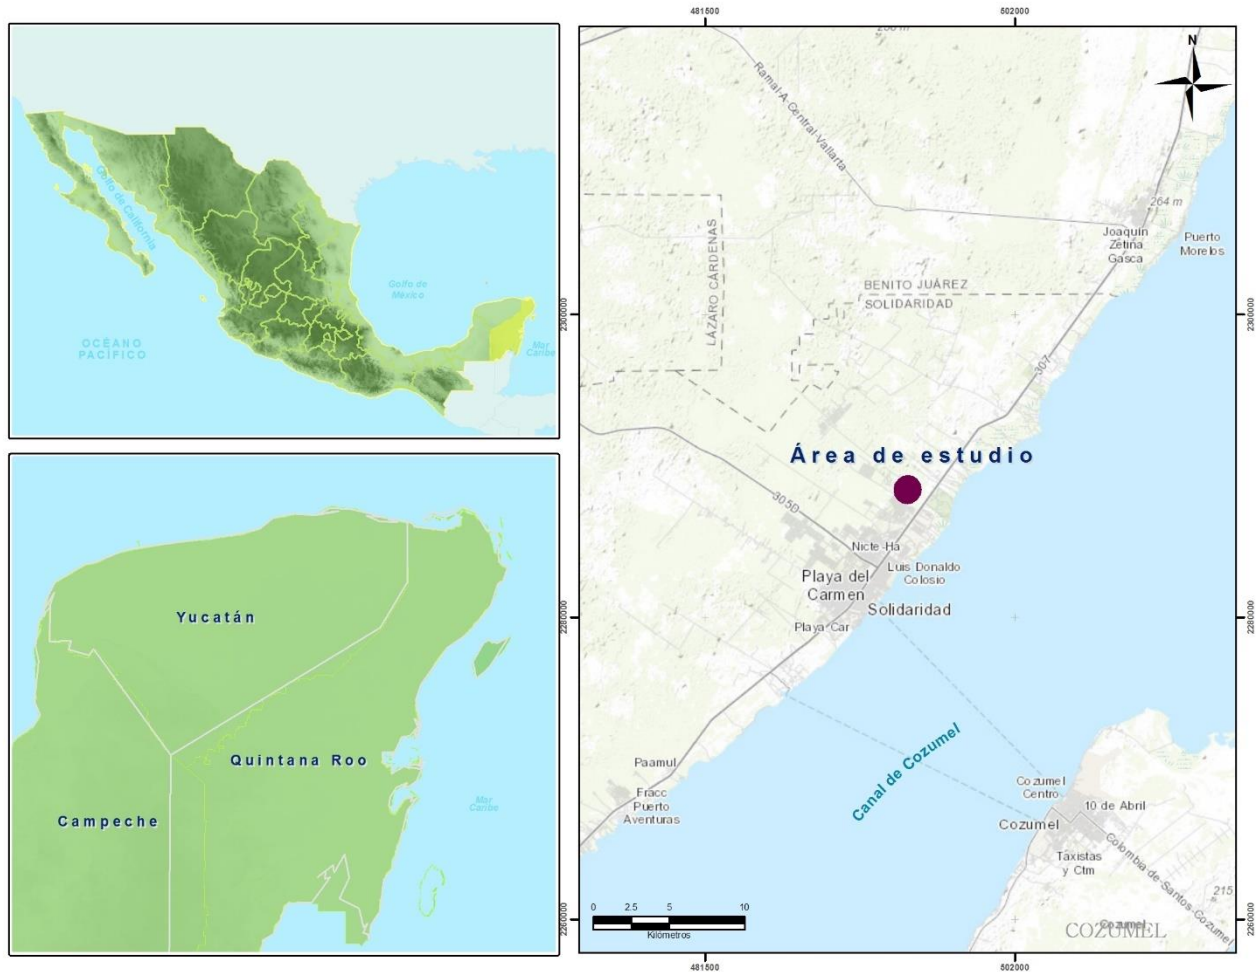 Golfo de California
Golfo de
México
OCÉANO
PACÍFICO
Mar
Caribe
Yucatán
Quintana Roo
Campeche
Mar
Caribe
481500
502000
N
Ramal-A-Central-Vallarta
264 m
Joaquín
Zetina
Gasca
Puerto
Morelos
LÁZARO CÁRDENAS
BENITO JUÁREZ
SOLIDARIDAD
2300000
2300000
307
Área de estudio
305D
Nicte-Ha
Luis Donaldo
Colosio
Playa del
Carmen
Solidaridad
Playa Car
2280000
2280000
Canal de Cozumel
Paamul
Fracc
Puerto
Aventuras
Cozumel
Centro
10 de Abril
Cozumel
Taxistas
y Ctm
Colombia-de-Santos-Cozumel
215
COZUMEL
Cozumel
0 2.5 5 10
Kilómetros
2260000
2260000
481500
502000